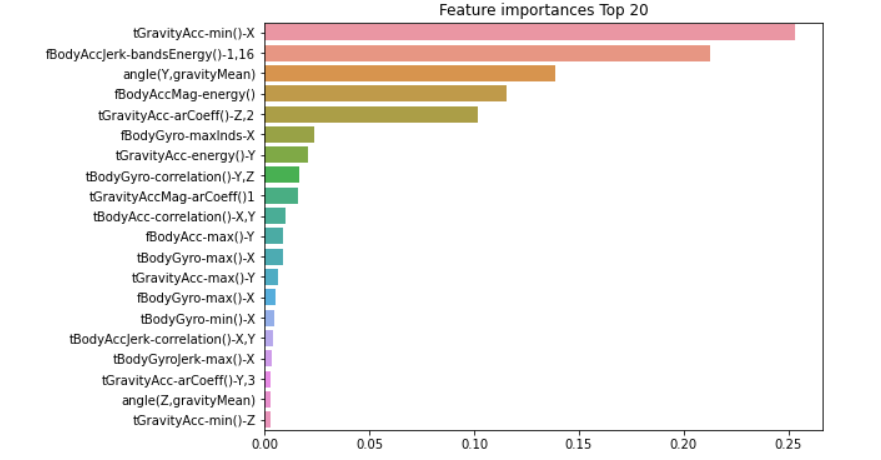 Feature importances Top 20
tGravityAcc-min()-X
fBodyAccJerk-bandsEnergy()-1,16
angle(Y,gravityMean)
fBodyAccMag-energy()
tGravityAcc-arCoeff()-Z,2
fBodyGyro-maxInds-X
tGravityAcc-energy()-Y
tBodyGyro-correlation()-Y,Z
tGravityAccMag-arCoeff()1
tBodyAcc-correlation()-X,Y
fBodyAcc-max()-Y
tBodyGyro-max()-X
tGravityAcc-max()-Y
fBodyGyro-max()-X
tBodyGyro-min()-X
tBodyAccJerk-correlation()-X,Y
tBodyGyroJerk-max()-X
tGravityAcc-arCoeff()-Y,3
angle(Z,gravityMean)
tGravityAcc-min()-Z
0.00 0.05 0.10 0.15 0.20 0.25